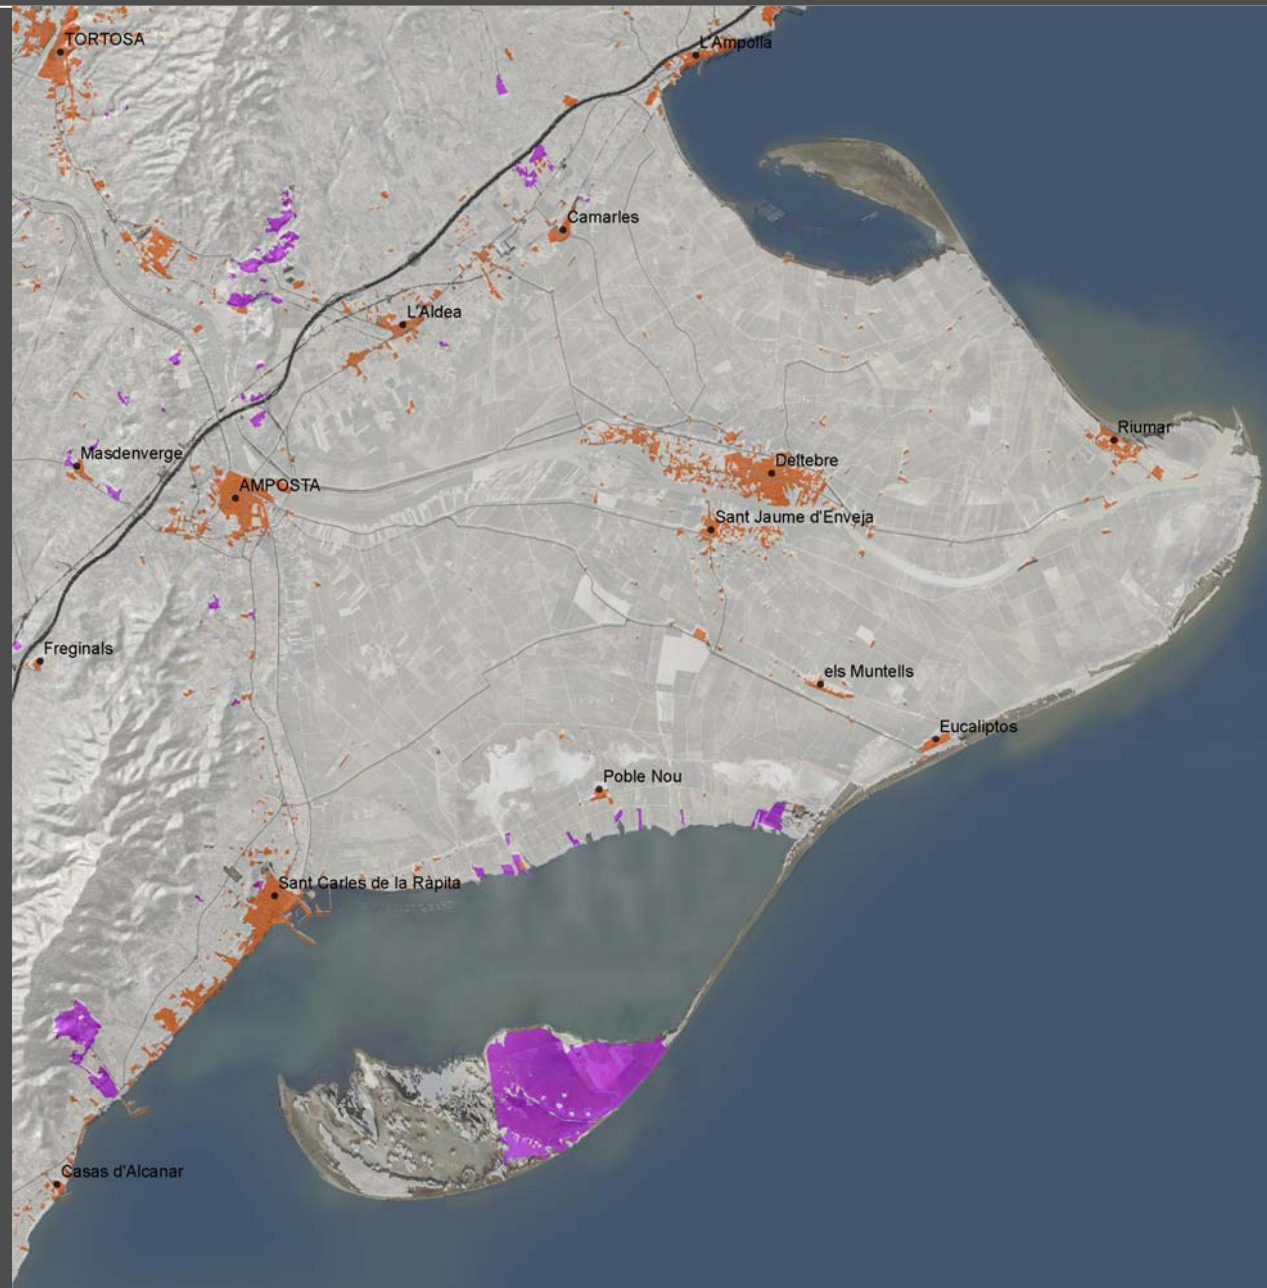 TORTOSA
L'Ampolla
Camarles
L'Aldea
Riumar
Masdenverge
Deltebre
AMPOSTA
Sant Jaume d'Enveja
Freginals
els Muntells
Eucaliptos
Poble Nou
Sant Carles de la Ràpita
Casas d'Alcanar